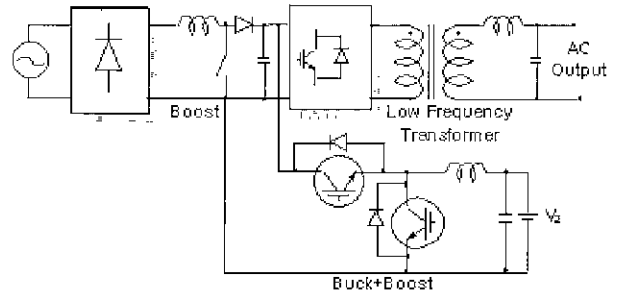 AC
Output
Boost
Low Frequency
Transformer
V₂
Buck+Boost